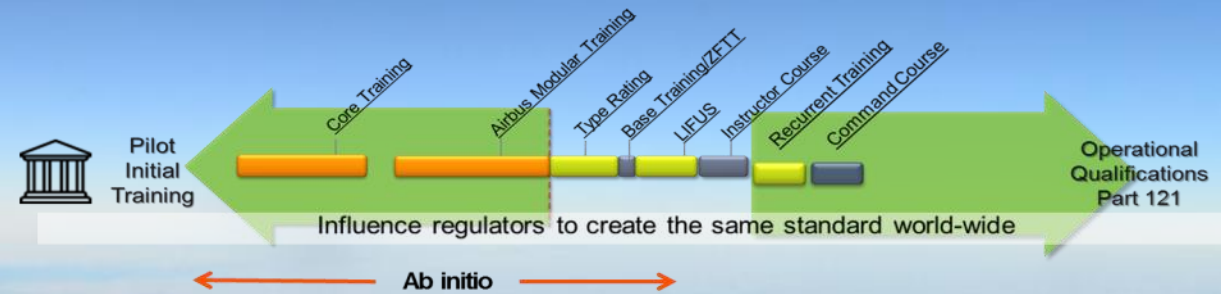 Core Training
Airbus Modular Training
Type Rating
Base Training/ZFTT
LIFUS
Instructor Course
Recurrent Training
Command Course
Pilot
Initial
Training
Operational
Qualifications
Part 121
Influence regulators to create the same standard world-wide
Ab initio